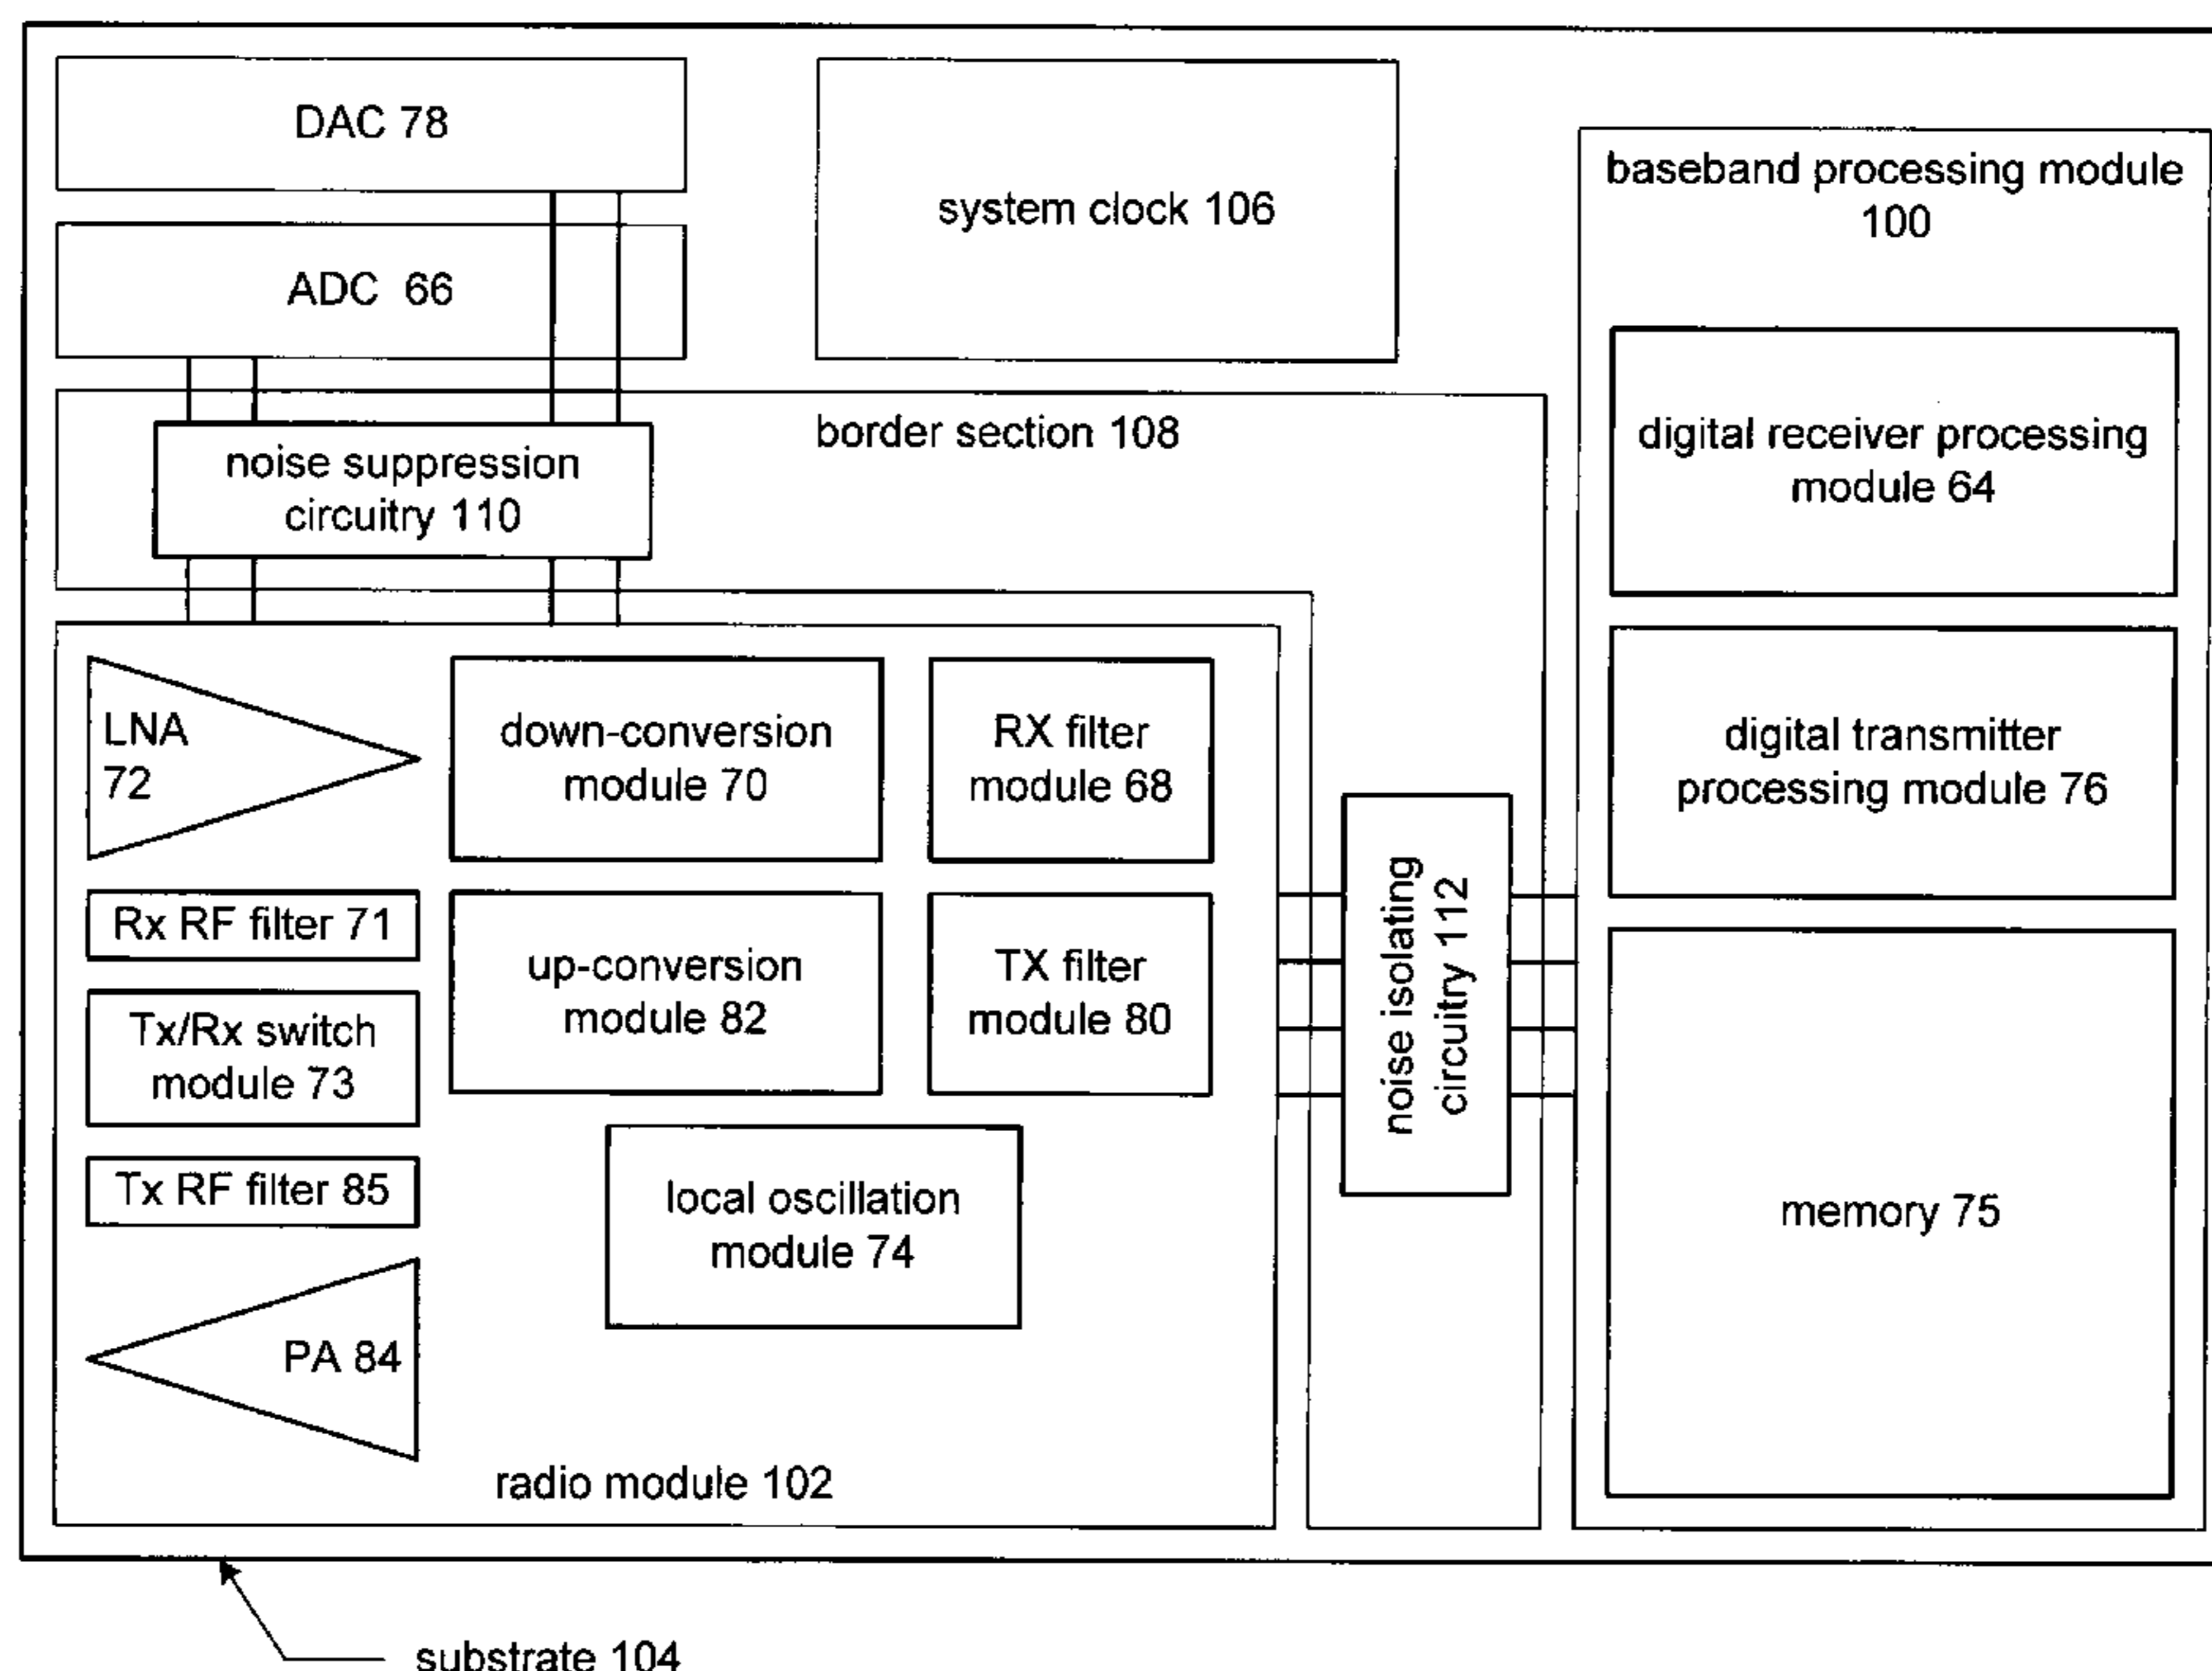 DAC 78
ADC 66
system clock 106
baseband processing module
100
digital receiver processing
module 64
border section 108
noise suppression
circuitry 110
LNA
72
down-conversion
module 70
RX filter
module 68
digital transmitter
processing module 76
Rx RF filter 71
up-conversion
module 82
TX filter
module 80
noise isolating
circuitry 112
Tx/Rx switch
module 73
Tx RF filter 85
local oscillation
module 74
memory 75
PA 84
radio module 102
substrate 104